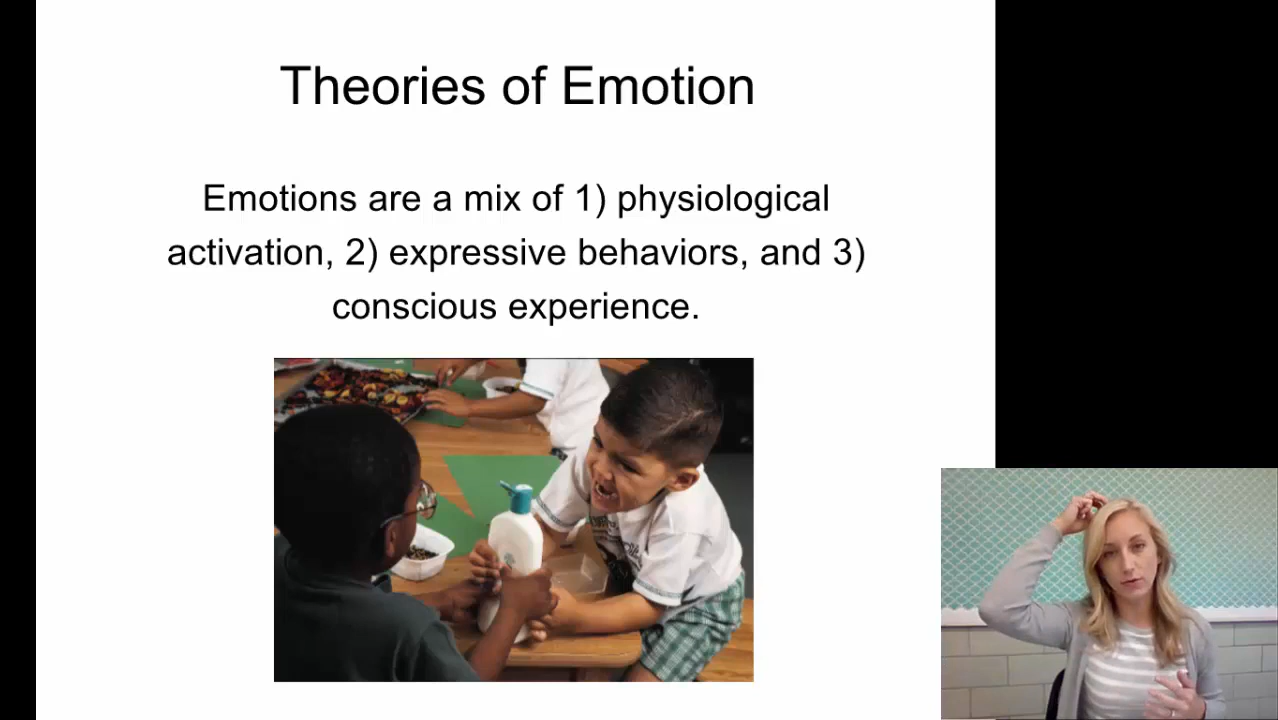 Theories of Emotion
Emotions are a mix of 1) physiological
activation, 2) expressive behaviors, and 3)
conscious experience.